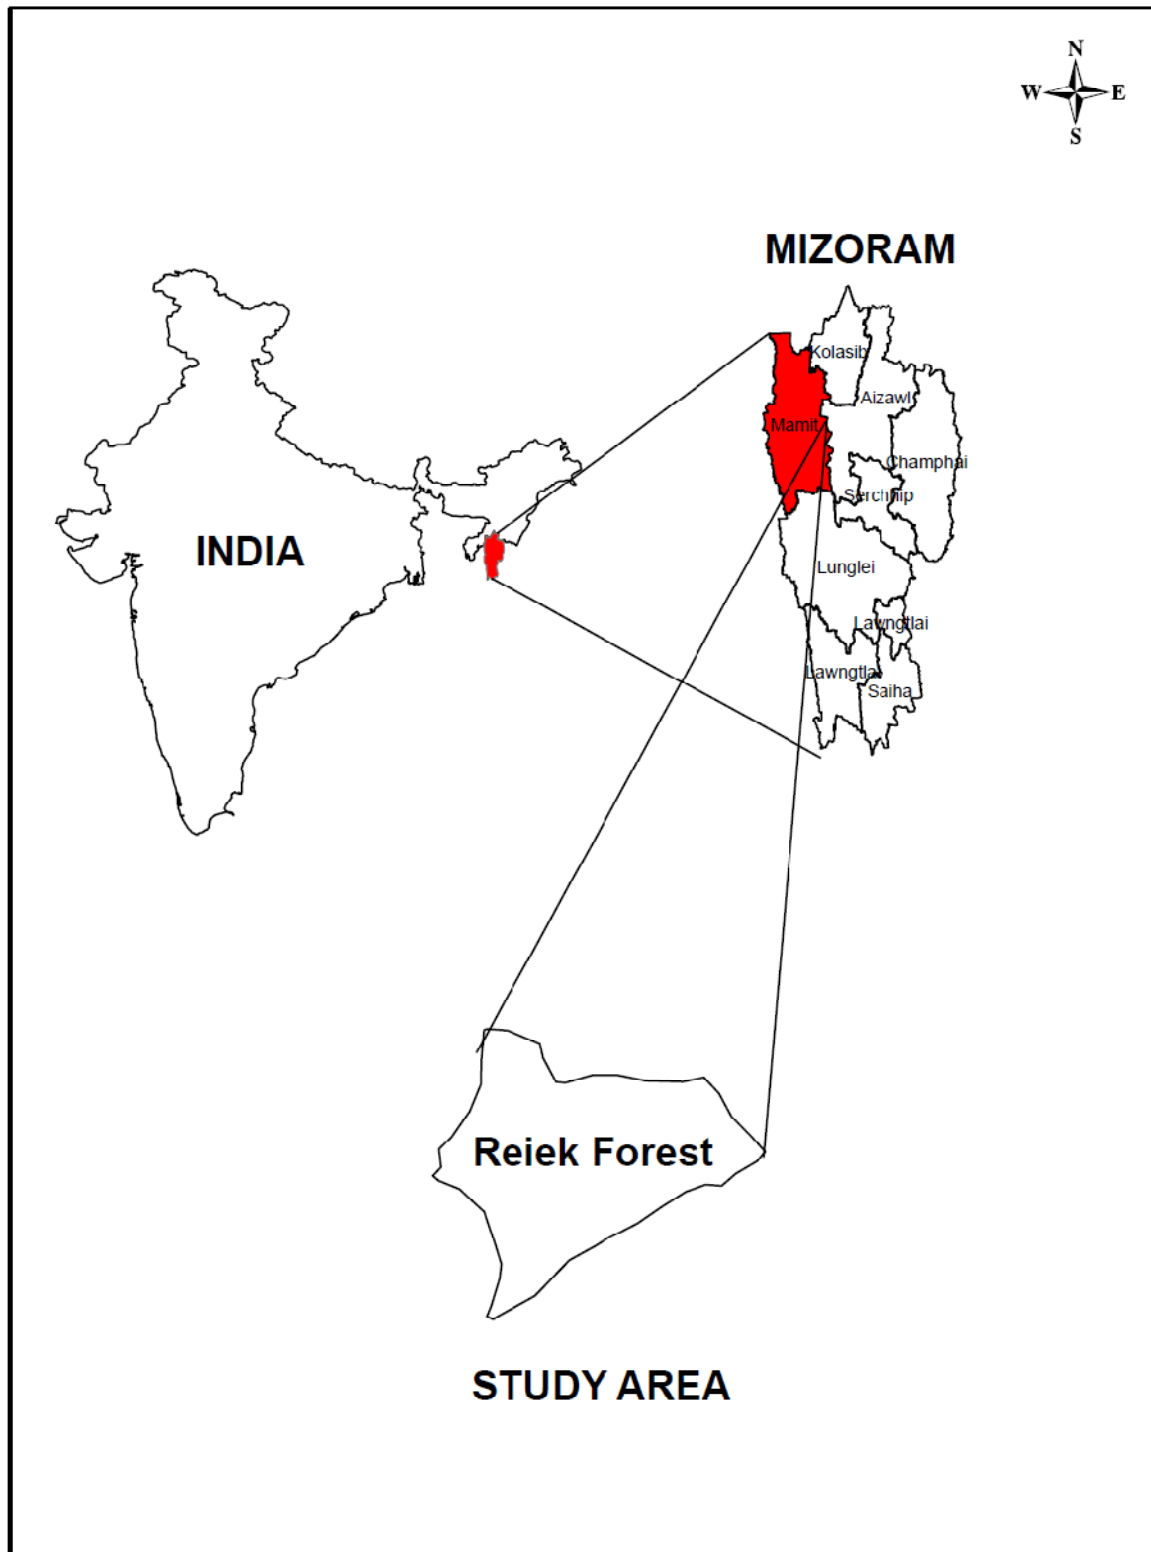 N
W E
S
MIZORAM
Kolasib
Aizawl
Mamit
Champhai
Serchhip
INDIA
Lunglei
Lawngtlai
Lawngtlai
Saiha
Reiek Forest
STUDY AREA